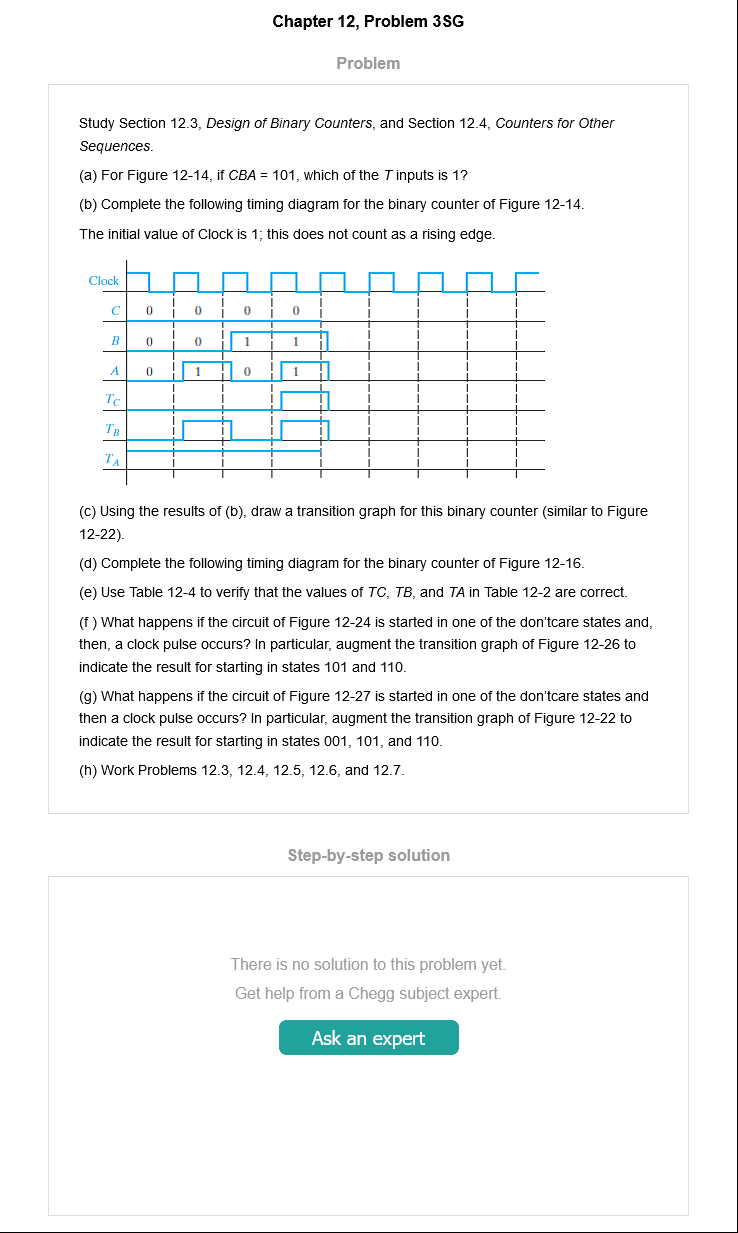 Chapter 12, Problem 3SG
Problem
Study Section 12.3, Design of Binary Counters, and Section 12.4, Counters for Other
Sequences.
(a) For Figure 12-14, if CBA = 101, which of the T inputs is 1?
(b) Complete the following timing diagram for the binary counter of Figure 12-14.
The initial value of Clock is 1; this does not count as a rising edge.
Clock
C 0 0 0 0
B 0 0 1 1
A 0 1 0 1
TC
TB
TA
(c) Using the results of (b), draw a transition graph for this binary counter (similar to Figure
12-22).
(d) Complete the following timing diagram for the binary counter of Figure 12-16.
(e) Use Table 12-4 to verify that the values of TC, TB, and TA in Table 12-2 are correct.
(f ) What happens if the circuit of Figure 12-24 is started in one of the don'tcare states and,
then, a clock pulse occurs? In particular, augment the transition graph of Figure 12-26 to
indicate the result for starting in states 101 and 110.
(g) What happens if the circuit of Figure 12-27 is started in one of the don'tcare states and
then a clock pulse occurs? In particular, augment the transition graph of Figure 12-22 to
indicate the result for starting in states 001, 101, and 110.
(h) Work Problems 12.3, 12.4, 12.5, 12.6, and 12.7.
Step-by-step solution
There is no solution to this problem yet.
Get help from a Chegg subject expert.
Ask an expert